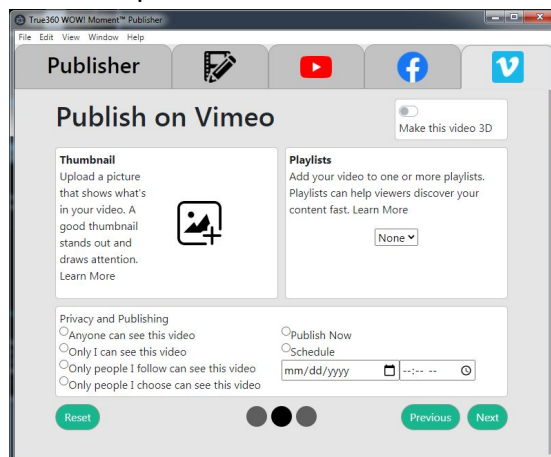 True360 WOW! Moment™ Publisher
File Edit View Window Help
Publisher
Publish on Vimeo
Make this video 3D
Thumbnail
Upload a picture
that shows what's
in your video. A
good thumbnail
stands out and
draws attention.
Learn More
Playlists
Add your video to one or more playlists.
Playlists can help viewers discover your
content fast. Learn More
None
Privacy and Publishing
Anyone can see this video
Only I can see this video
Only people I follow can see this video
Only people I choose can see this video
Publish Now
Schedule
mm/dd/yyyy --:-- --
Reset
Previous Next